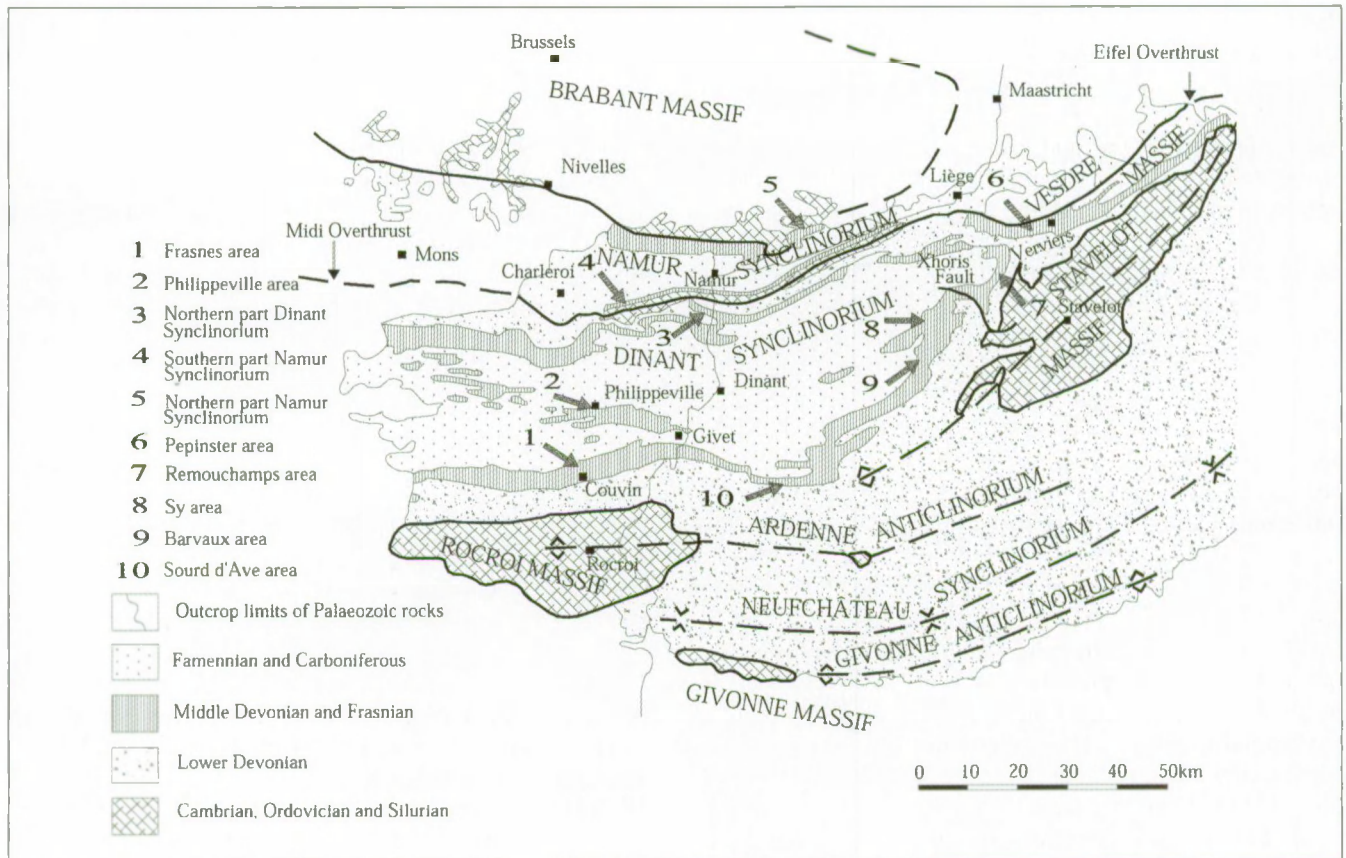 Brussels
Eifel Overthrust
BRABANT MASSIF
Maastricht
Nivelles
5
Liège
6
VESDRE MASSIF
Midi Overthrust
Mons
Charleroi
4
NAMUR SYNCLINORIUM
Namur
Verviers
Xhoris
Fault
7
STAVELOT MASSIF
Stavelot
3
DINANT SYNCLINORIUM
8
9
2
Philippeville
Dinant
1
Givet
Couvin
10
ROCROI MASSIF
Rocroi
ARDENNE ANTICLINORIUM
NEUFCHÂTEAU SYNCLINORIUM
GIVONNE ANTICLINORIUM
GIVONNE MASSIF
1 Frasnes area
2 Philippeville area
3 Northern part Dinant
Synclinorium
4 Southern part Namur
Synclinorium
5 Northern part Namur
Synclinorium
6 Pepinster area
7 Remouchamps area
8 Sy area
9 Barvaux area
10 Sourd d'Ave area
Outcrop limits of Palaeozoic rocks
Famennian and Carboniferous
Middle Devonian and Frasnian
Lower Devonian
Cambrian, Ordovician and Silurian
0 10 20 30 40 50km